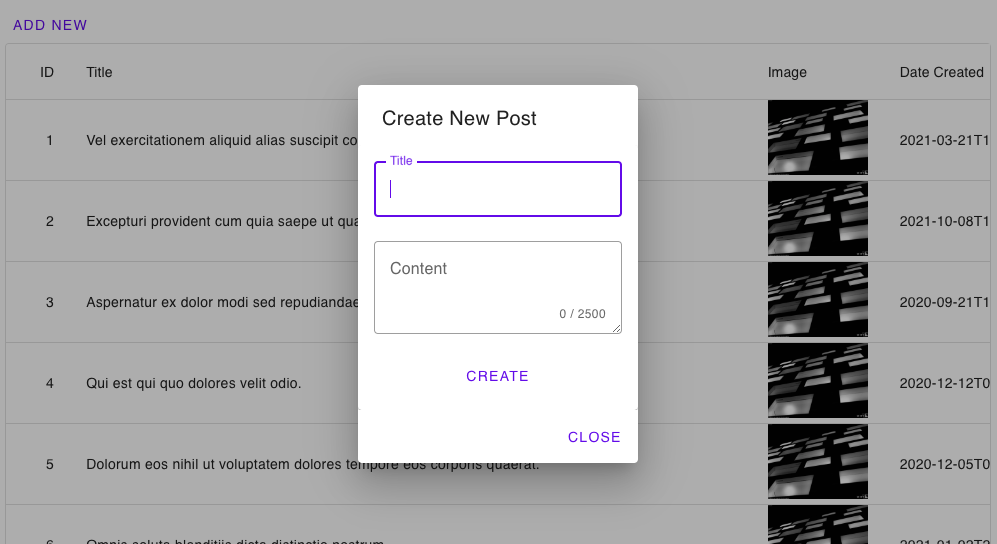 ADD NEW
ID Title Image Date Created
1 Vel exercitationem aliquid alias suscipit co 2021-03-21T1
2 Excepturi provident cum quia saepe ut qua 2021-10-08T1
3 Aspernatur ex dolor modi sed repudiandae 2020-09-21T1
4 Qui est qui quo dolores velit odio. 2020-12-12T0
5 Dolorum eos nihil ut voluptatem dolores tempore eos corporis quaerat. 2020-12-05T0
Create New Post
Title
Content
0 / 2500
CREATE
CLOSE